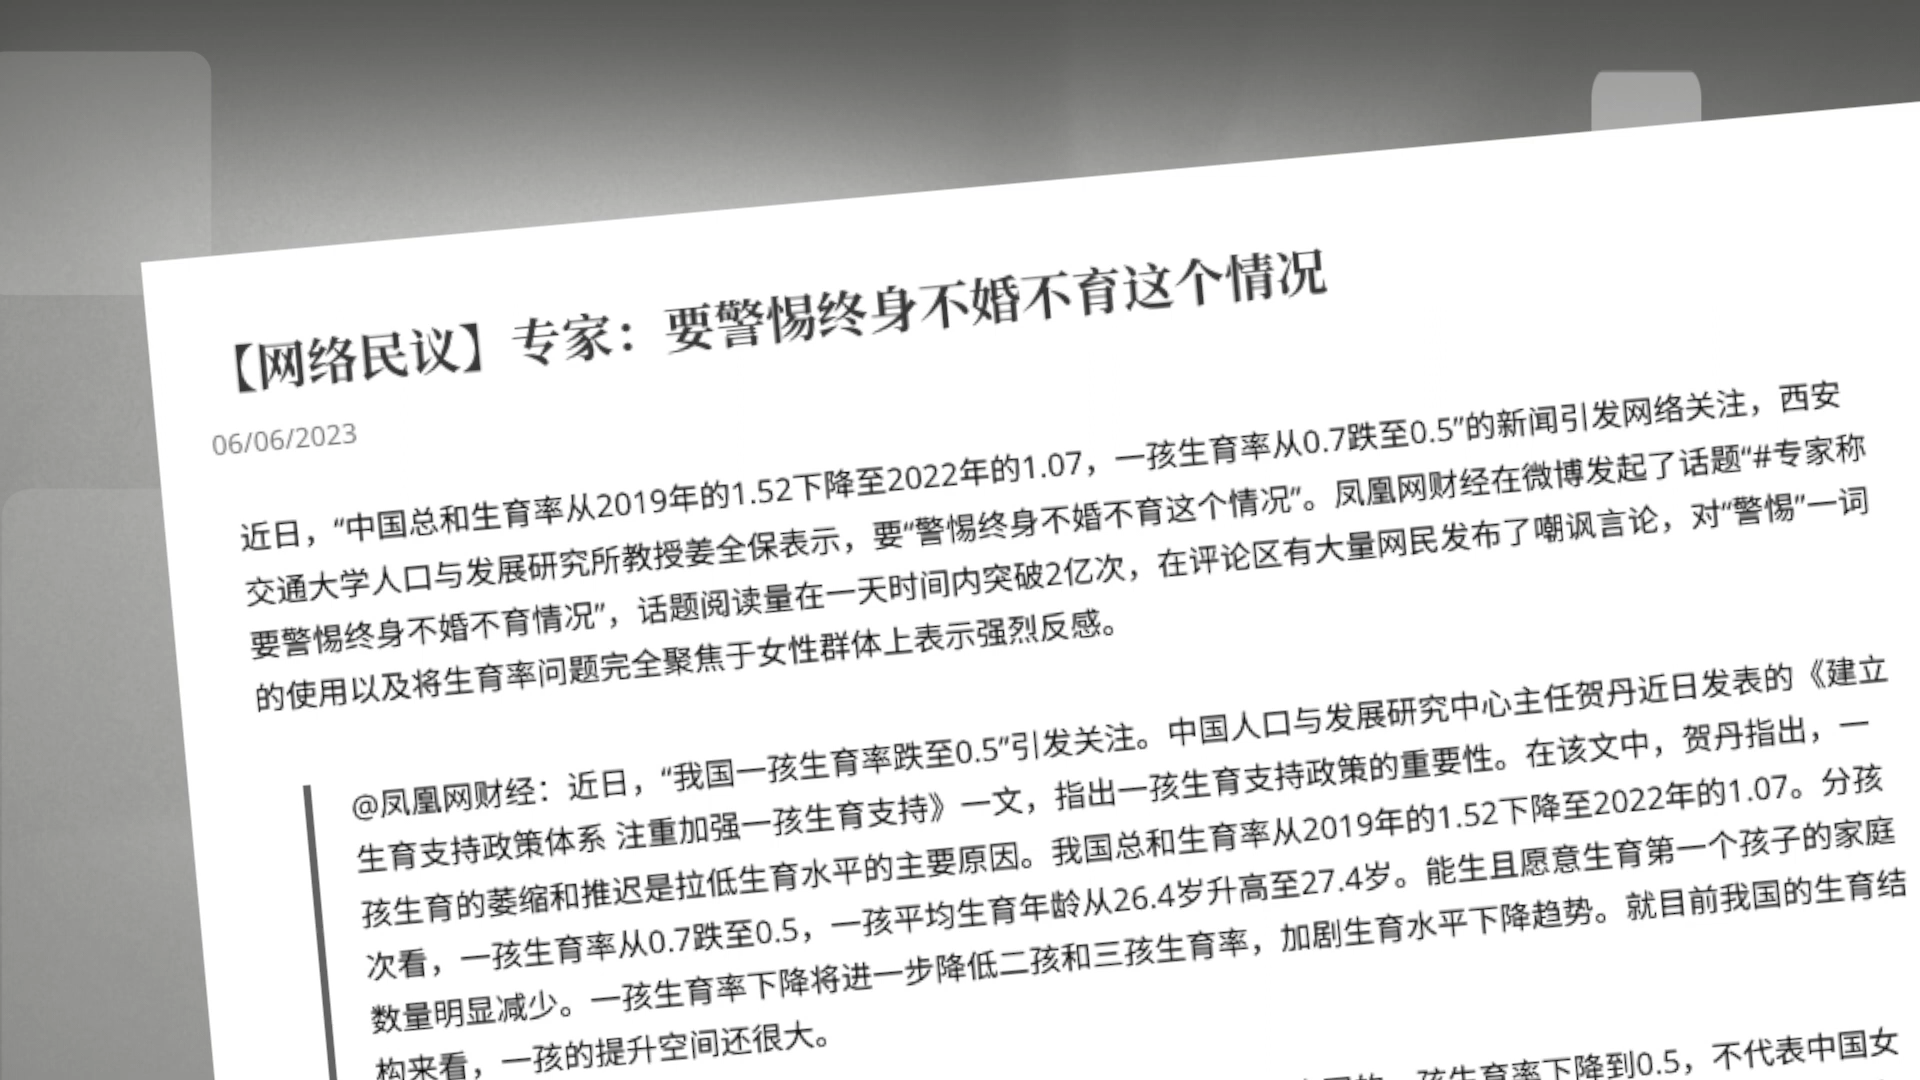 【网络民议】专家：要警惕终身不婚不育这个情况
06/06/2023
近日，“中国总和生育率从2019年的1.52下降至2022年的1.07，一孩生育率从0.7跌至0.5”的新闻引发网络关注，西安
交通大学人口与发展研究所教授姜全保表示，要“警惕终身不婚不育这个情况”。凤凰网财经在微博发起了话题“#专家称
要警惕终身不婚不育情况”，话题阅读量在一天时间内突破2亿次，在评论区有大量网民发布了嘲讽言论，对“警惕”一词
的使用以及将生育率问题完全聚焦于女性群体上表示强烈反感。
@凤凰网财经：近日，“我国一孩生育率跌至0.5”引发关注。中国人口与发展研究中心主任贺丹近日发表的《建立
生育支持政策体系 注重加强一孩生育支持》一文，指出一孩生育支持政策的重要性。在该文中，贺丹指出，一
孩生育的萎缩和推迟是拉低生育水平的主要原因。我国总和生育率从2019年的1.52下降至2022年的1.07。分孩
次看，一孩生育率从0.7跌至0.5，一孩平均生育年龄从26.4岁升高至27.4岁。能生且愿意生育第一个孩子的家庭
数量明显减少。一孩生育率下降将进一步降低二孩和三孩生育率，加剧生育水平下降趋势。就目前我国的生育结
构来看，一孩的提升空间还很大。
孩生育率下降到0.5，不代表中国女